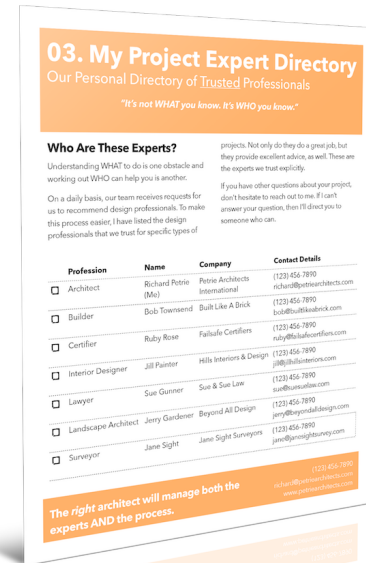 03. My Project Expert Directory
Our Personal Directory of Trusted Professionals
"It's not WHAT you know. It's WHO you know."
Who Are These Experts?
Understanding WHAT to do is one obstacle and
working out WHO can help you is another.
On a daily basis, our team receives requests for
us to recommend design professionals. To make
this process easier, I have listed the design
professionals that we trust for specific types of
projects. Not only do they do a great job, but
they provide excellent advice, as well. These are
the experts we trust explicitly.
If you have other questions about your project,
don't hesitate to reach out to me. If I can't
answer your question, then I'll direct you to
someone who can.
Profession Name Company Contact Details
Architect Richard Petrie Petrie Architects (123) 456-7890
(Me) International richard@petriearchitects.com
Builder Bob Townsend Built Like A Brick (123) 456-7890
bob@builtlikeabrick.com
Certifier Ruby Rose Failsafe Certifiers (123) 456-7890
ruby@failsafecertifiers.com
Interior Designer Jill Painter Hills Interiors & Design (123) 456-7890
jil@jillhillsinteriors.com
Lawyer Sue Gunner Sue & Sue Law (123) 456-7890
sue@suesuelaw.com
Landscape Architect Jerry Gardener Beyond All Design (123) 456-7890
jerry@beyondalldesign.com
Surveyor Jane Sight Jane Sight Surveyors (123) 456-7890
jane@janesightsurvey.com
The right architect will manage both the
experts AND the process.
(123) 456-7890
richard@petriearchitects.com
www.petriearchitects.com